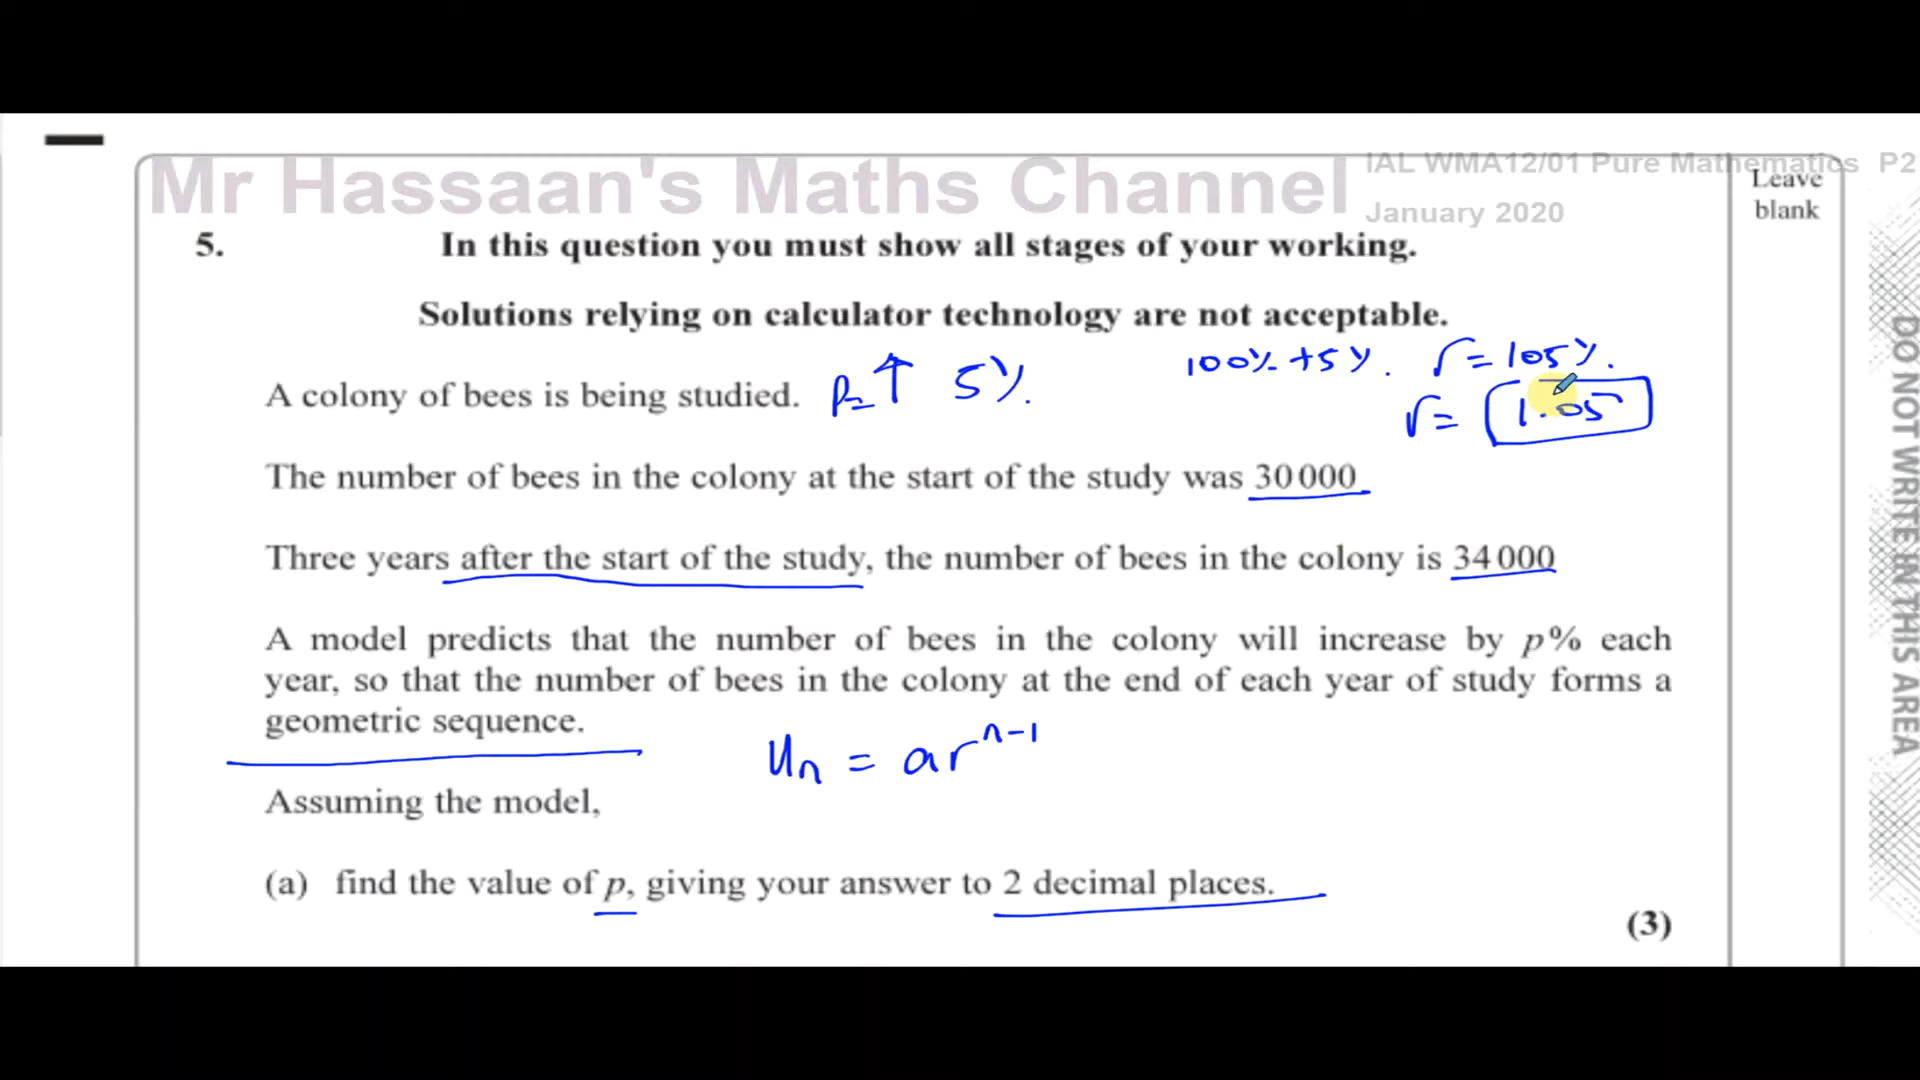 Mr Hassaan's Maths Channel
IAL WMA12/01 Pure Mathematics P2
January 2020
Leave
blank
5. In this question you must show all stages of your working.
Solutions relying on calculator technology are not acceptable.
100% + 5%. r = 105%.
A colony of bees is being studied. P= ↑ 5%.
r = 1.05
The number of bees in the colony at the start of the study was 30 000
Three years after the start of the study, the number of bees in the colony is 34 000
A model predicts that the number of bees in the colony will increase by p% each
year, so that the number of bees in the colony at the end of each year of study forms a
geometric sequence.
Un = ar^n-1
Assuming the model,
(a) find the value of p, giving your answer to 2 decimal places.
(3)
DO NOT WRITE IN THIS AREA